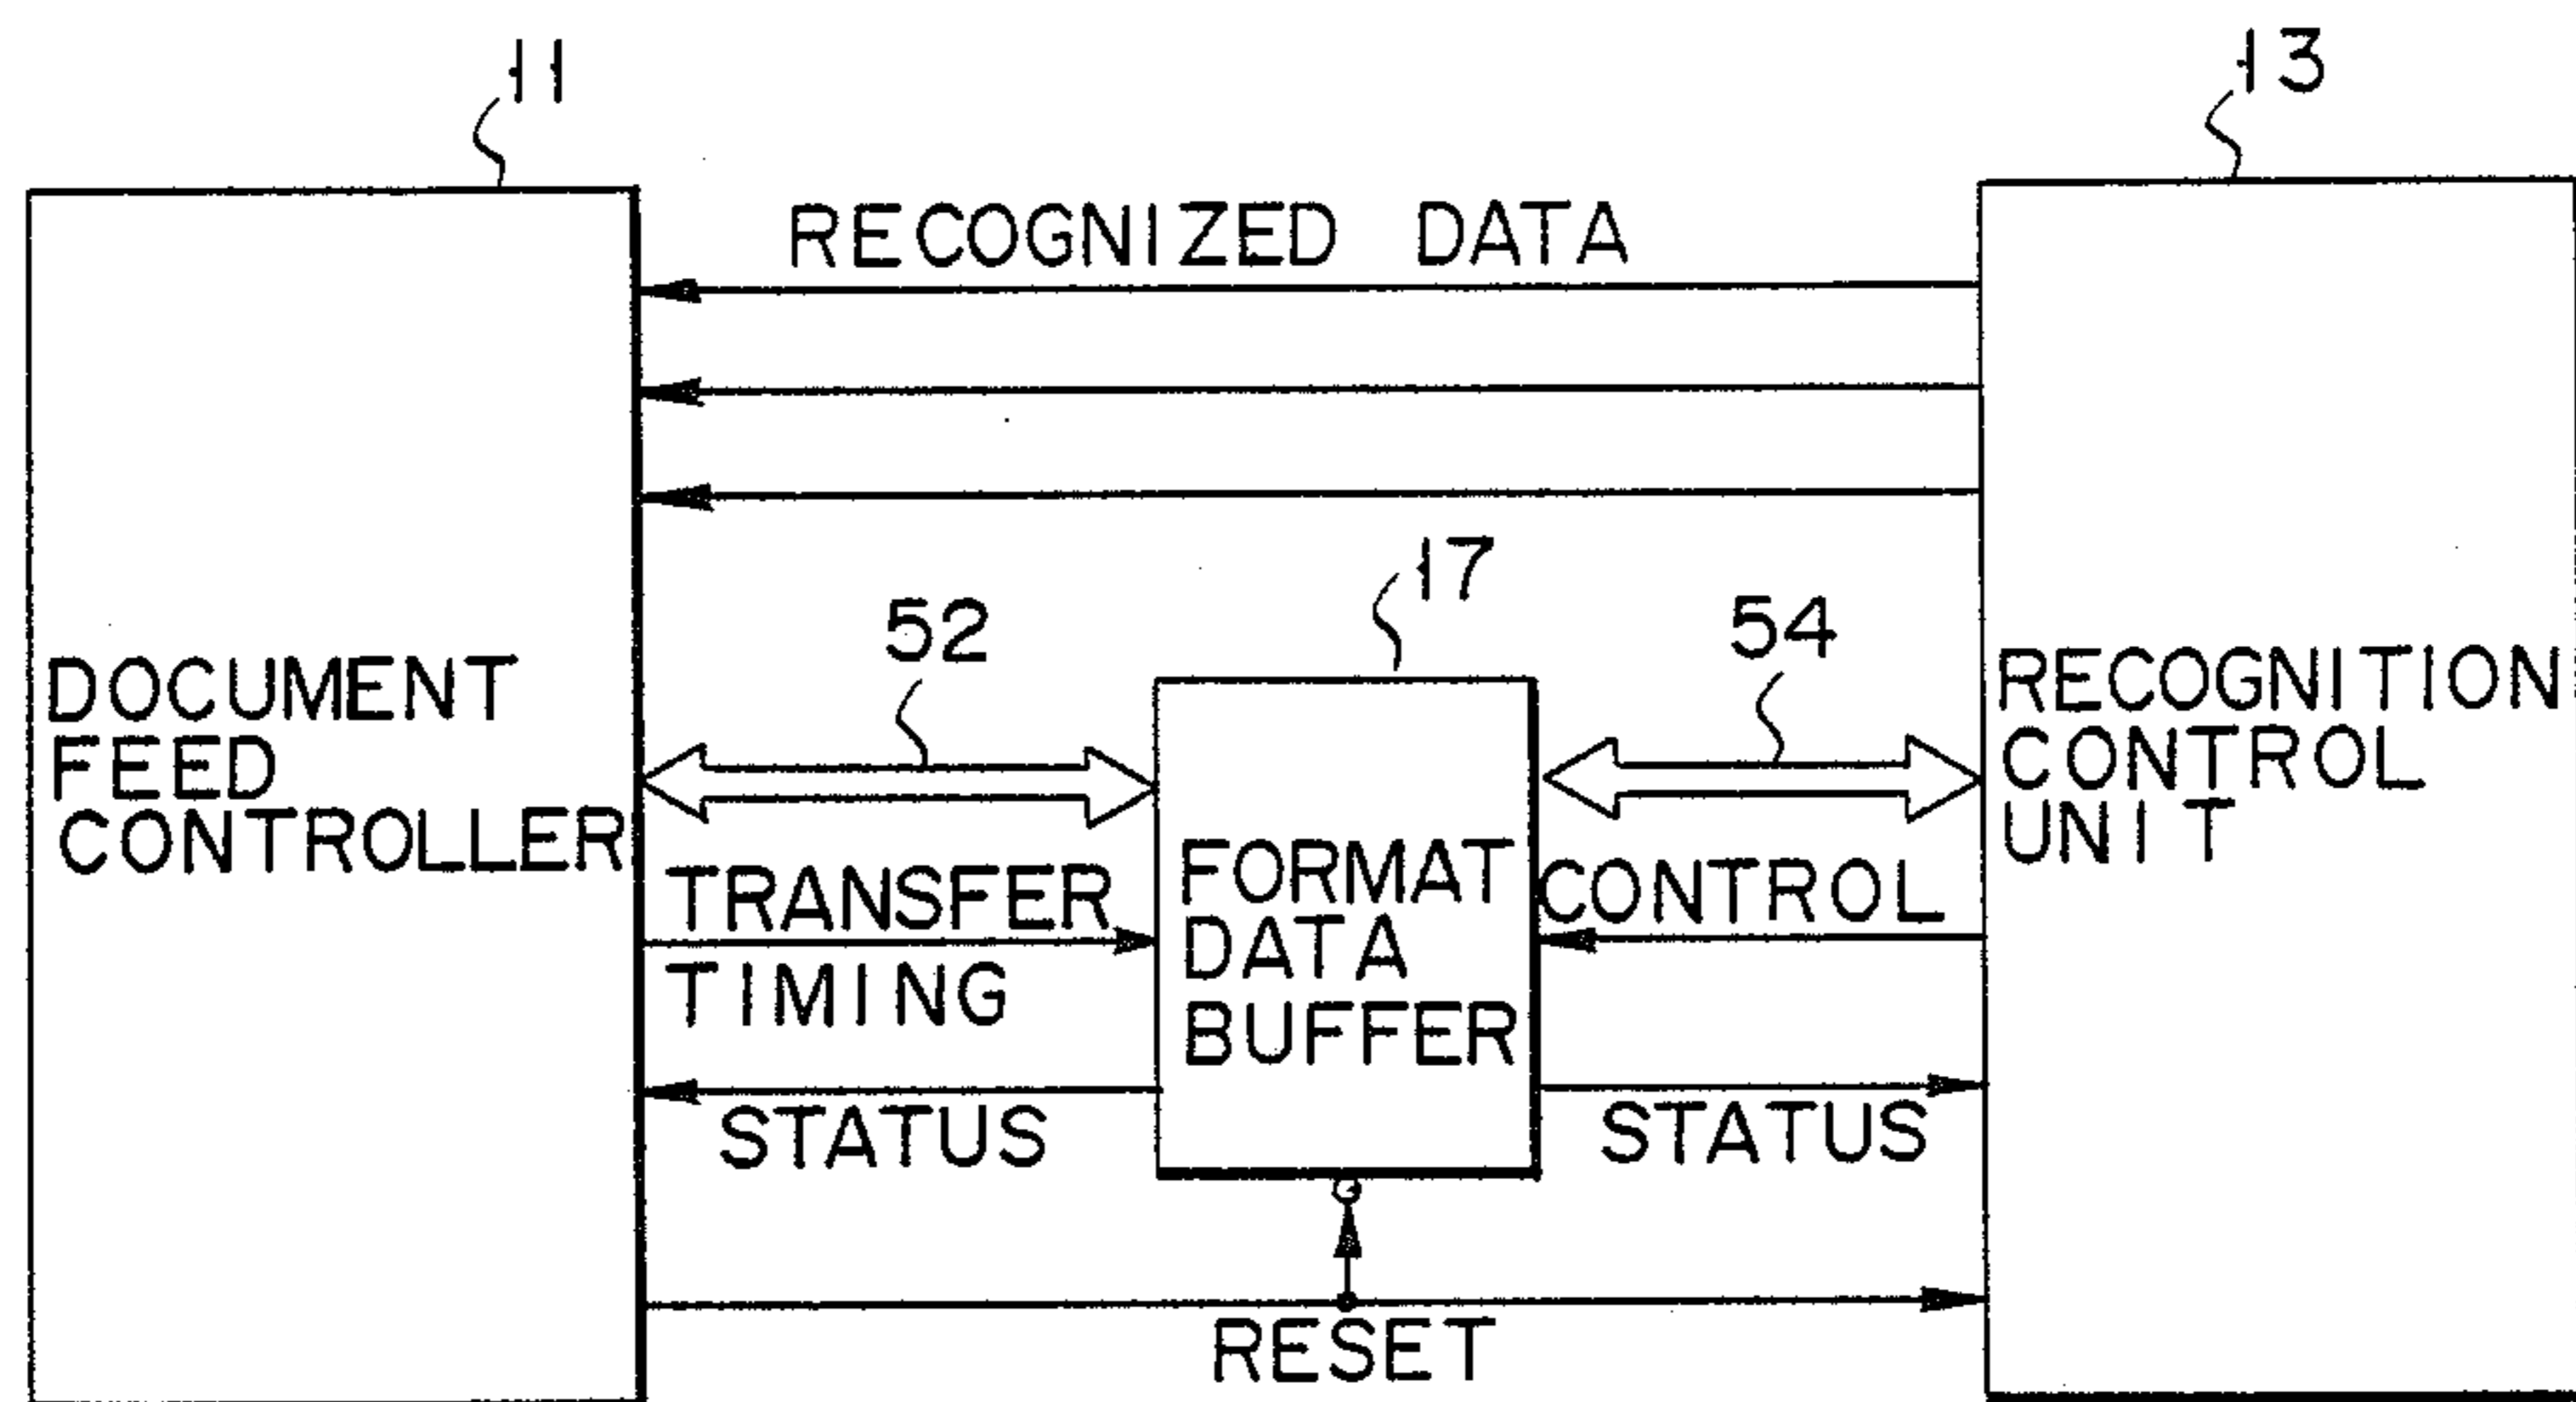 11
13
RECOGNIZED DATA
17
52
54
DOCUMENT
FEED
CONTROLLER
RECOGNITION
CONTROL
UNIT
FORMAT
DATA
BUFFER
TRANSFER
TIMING
CONTROL
STATUS
STATUS
RESET